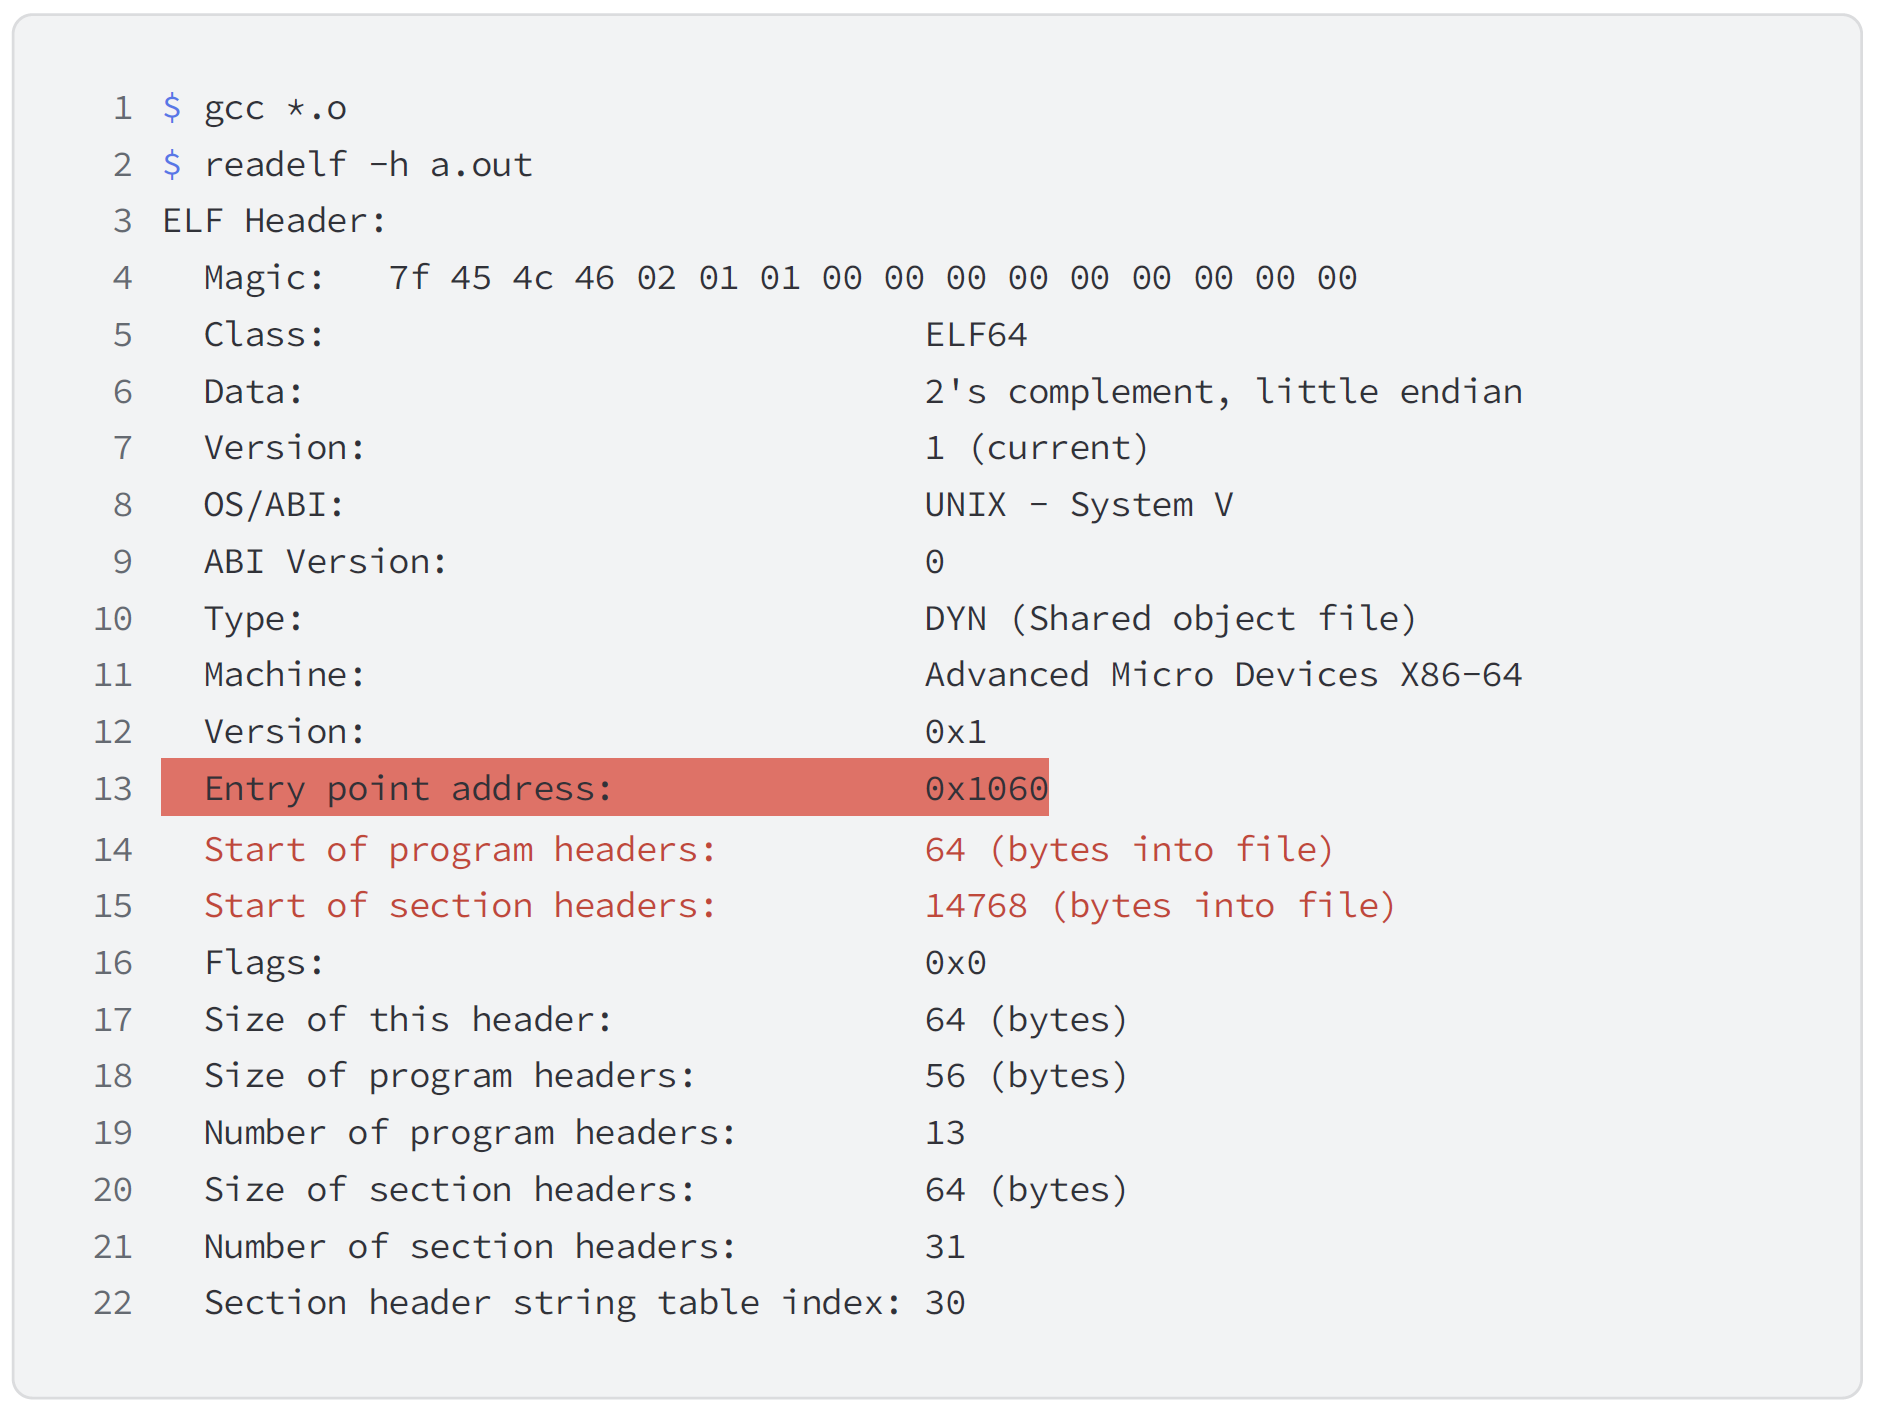 1 $ gcc *.o
2 $ readelf -h a.out
3 ELF Header:
4   Magic:   7f 45 4c 46 02 01 01 00 00 00 00 00 00 00 00 00
5   Class:                             ELF64
6   Data:                              2's complement, little endian
7   Version:                           1 (current)
8   OS/ABI:                            UNIX - System V
9   ABI Version:                       0
10   Type:                              DYN (Shared object file)
11   Machine:                           Advanced Micro Devices X86-64
12   Version:                           0x1
13   Entry point address:               0x1060
14   Start of program headers:          64 (bytes into file)
15   Start of section headers:          14768 (bytes into file)
16   Flags:                             0x0
17   Size of this header:               64 (bytes)
18   Size of program headers:           56 (bytes)
19   Number of program headers:         13
20   Size of section headers:           64 (bytes)
21   Number of section headers:         31
22   Section header string table index: 30